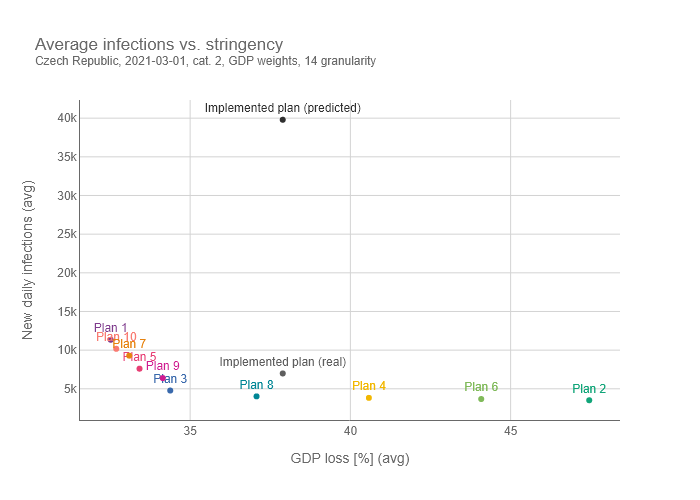 Average infections vs. stringency
Czech Republic, 2021-03-01, cat. 2, GDP weights, 14 granularity
Implemented plan (predicted)
40k
35k
30k
25k
20k
15k
10k
5k
New daily infections (avg)
Plan 1
Plan 10
Plan 7
Plan 5
Plan 9
Plan 3
Implemented plan (real)
Plan 8
Plan 4
Plan 6
Plan 2
35
40
45
GDP loss [%] (avg)